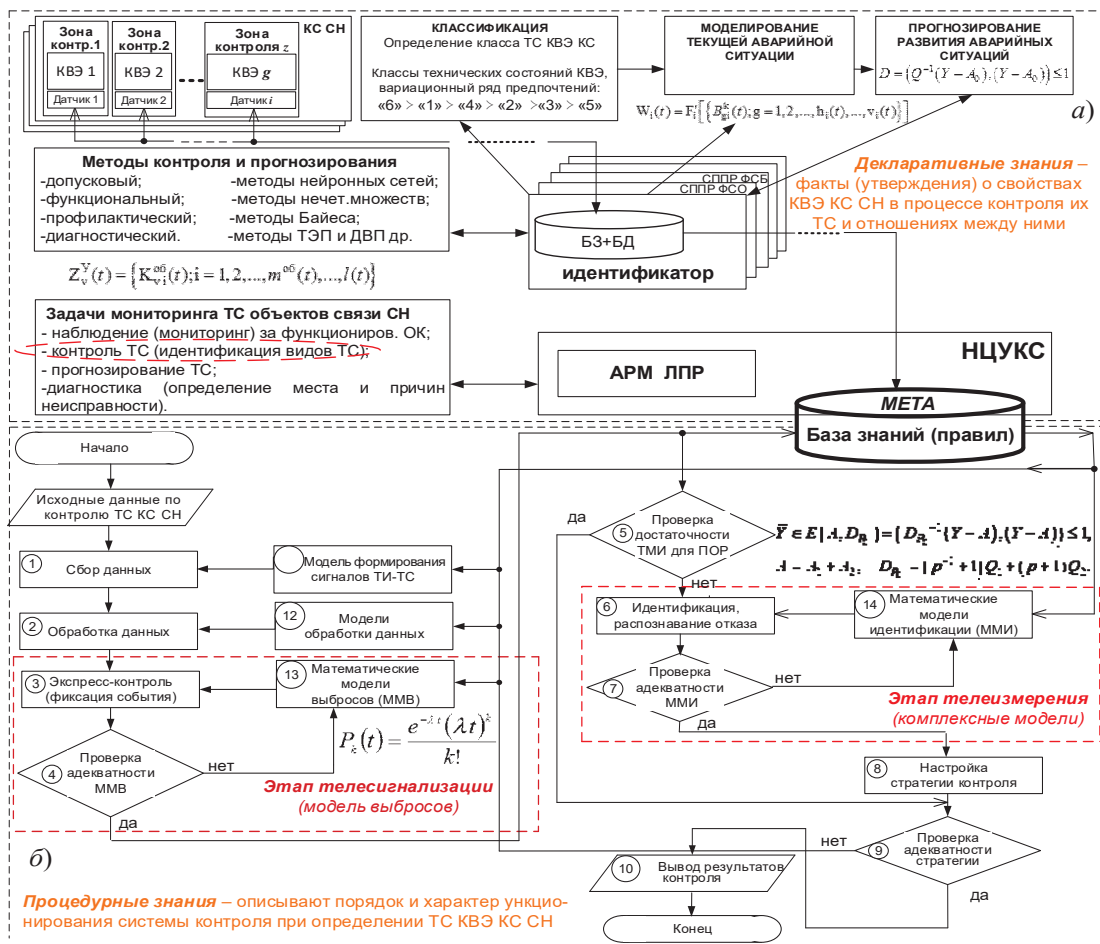 КС СН
Зона контр.1
КВЭ 1
Датчик 1
Зона контр.2
КВЭ 2
Датчик 2
Зона контроля z
КВЭ g
Датчик i
КЛАССИФИКАЦИЯ
Определение класса ТС КВЭ КС
Классы технических состояний КВЭ,
вариационный ряд предпочтений:
«6» > «1» > «4» > «2» >«3» > «5»
МОДЕЛИРОВАНИЕ
ТЕКУЩЕЙ АВАРИЙНОЙ
СИТУАЦИИ
ПРОГНОЗИРОВАНИЕ
РАЗВИТИЯ АВАРИЙНЫХ
СИТУАЦИЙ
D = (Q⁻¹(Y − A₀), (Y − A₀)) ≤ 1
а)
Методы контроля и прогнозирования
-допусковый; -методы нейронных сетей;
-функциональный; -методы нечет.множеств;
-профилактический; -методы Байеса;
-диагностический. -методы ТЭП и ДВП др.
СППР ФСБ
СППР ФСО
БЗ+БД
идентификатор
Декларативные знания –
факты (утверждения) о свойствах
КВЭ КС СН в процессе контроля их
ТС и отношениях между ними
Задачи мониторинга ТС объектов связи СН
- наблюдение (мониторинг) за функциониров. ОК;
- контроль ТС (идентификация видов ТС);
- прогнозирование ТС;
-диагностика (определение места и причин
неисправности).
АРМ ЛПР
НЦУКС
МЕТА
База знаний (правил)
Начало
Исходные данные по
контролю ТС КС СН
1 Сбор данных
Модель формирования
сигналов ТИ-ТС
2 Обработка данных
12 Модели
обработки данных
3 Экспресс-контроль
(фиксация события)
13 Математические
модели
выбросов (ММВ)
4 Проверка
адекватности
ММВ
нет
да
P_k(t) = e^{−λt}(λt)^k / k!
Этап телесигнализации
(модель выбросов)
да
5 Проверка
достаточности
ТМИ для ПОР
нет
6 Идентификация,
распознавание отказа
14 Математические
модели
идентификации (ММИ)
7 Проверка
адекватности
ММИ
нет
да
Этап телеизмерения
(комплексные модели)
8 Настройка
стратегии контроля
9 Проверка
адекватности
стратегии
нет
да
10 Вывод результатов
контроля
Конец
б)
Процедурные знания – описывают порядок и характер ункцио-
нирования системы контроля при определении ТС КВЭ КС СН